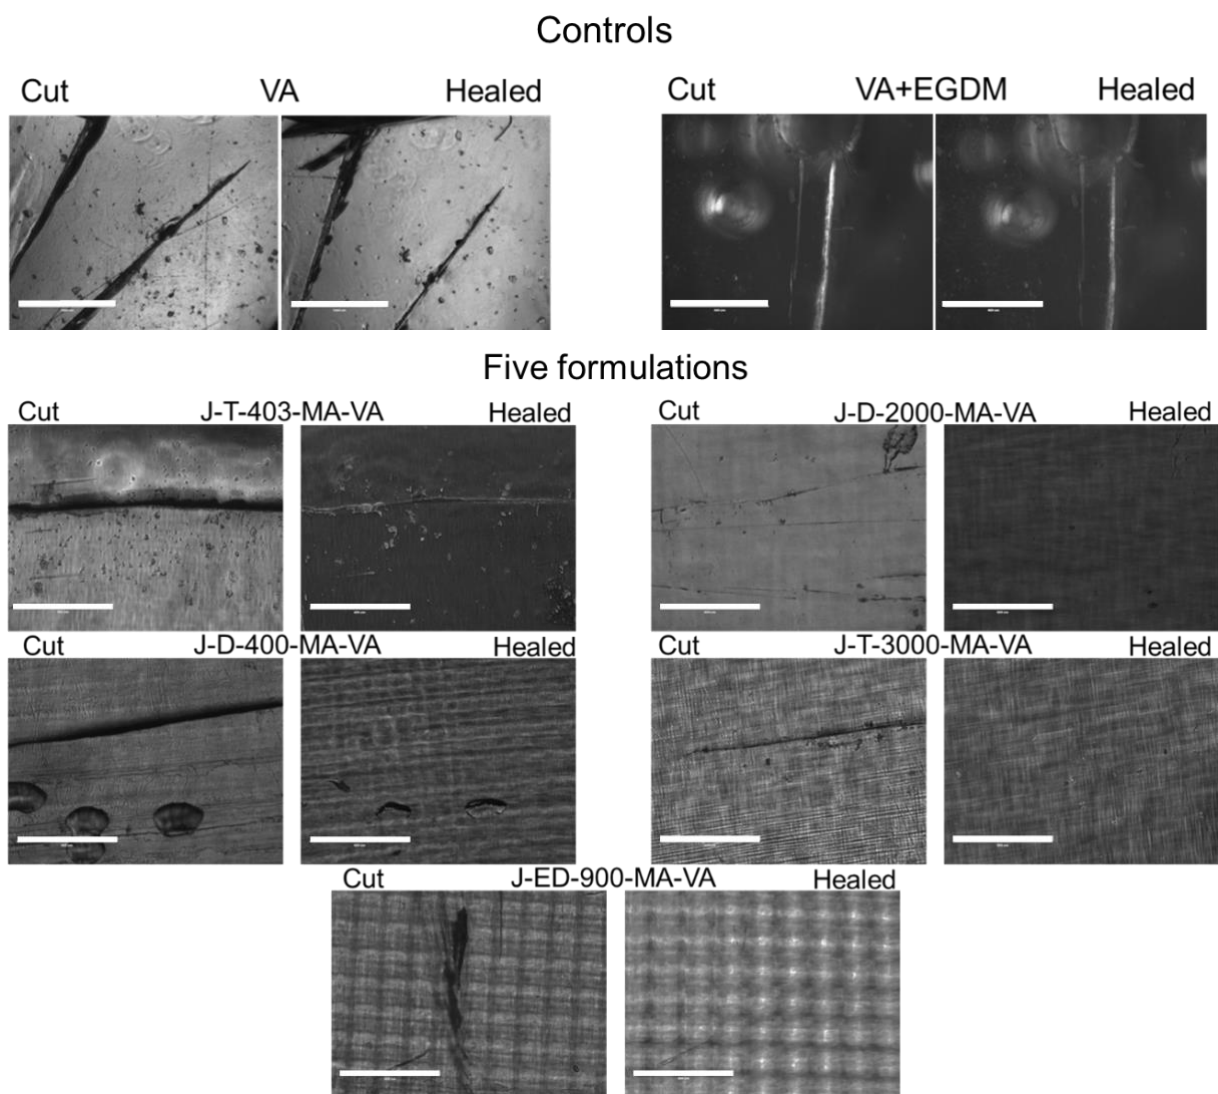 Controls
Cut VA Healed
Cut VA+EGDM Healed
Five formulations
Cut J-T-403-MA-VA Healed
Cut J-D-2000-MA-VA Healed
Cut J-D-400-MA-VA Healed
Cut J-T-3000-MA-VA Healed
Cut J-ED-900-MA-VA Healed